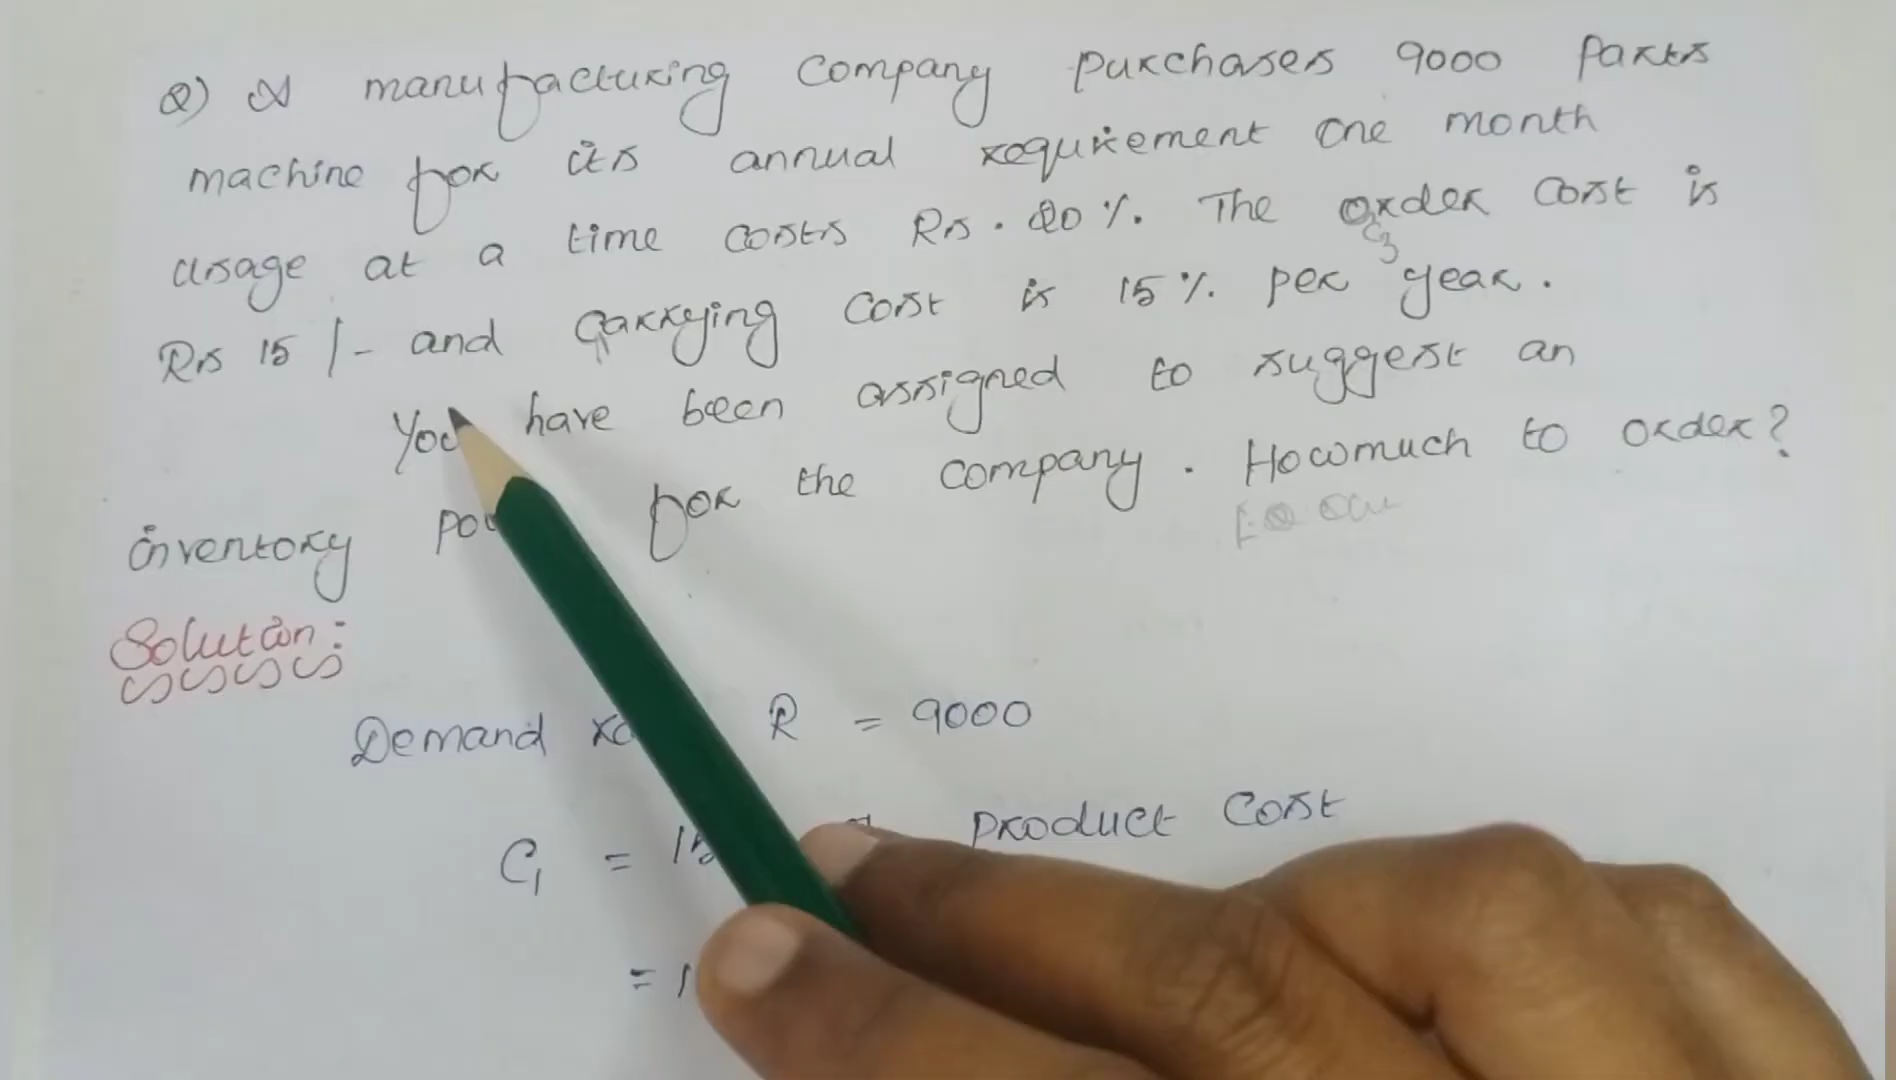 Q) A manufacturing company purchases 9000 parts
machine for its annual requirement one month
usage at a time costs Rs. 20%. The order cost is
C3
Rs 15/- and carrying cost is 15%. per year.
You have been assigned to suggest an
inventory for the company. Howmuch to order?
Solution:
Demand R = 9000
C1 = 15 product cost
=